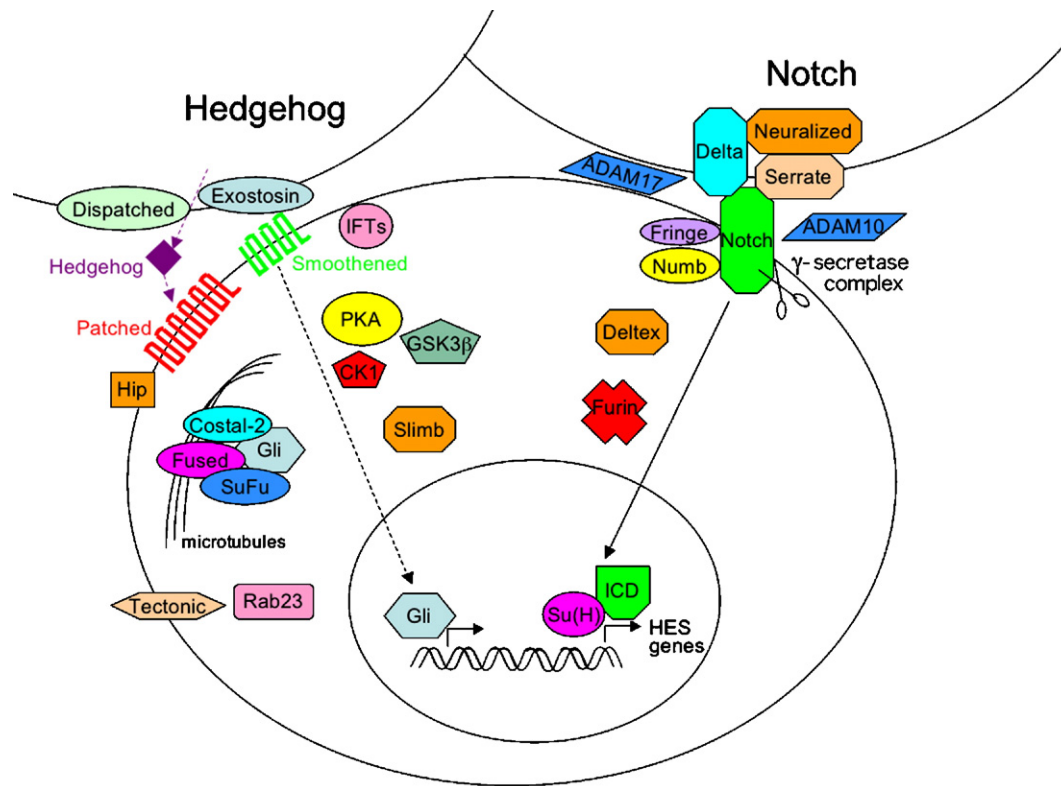 Hedgehog
Notch
Delta
Neuralized
Serrate
ADAM17
Dispatched
Exostosin
IFTs
Fringe
Notch
ADAM10
Hedgehog
Smoothened
Numb
γ- secretase
complex
Patched
PKA
GSK3β
Deltex
CK1
Hip
Furin
Slimb
Costal-2
Gli
Fused
SuFu
microtubules
Tectonic
Rab23
ICD
Gli
Su(H)
HES
genes